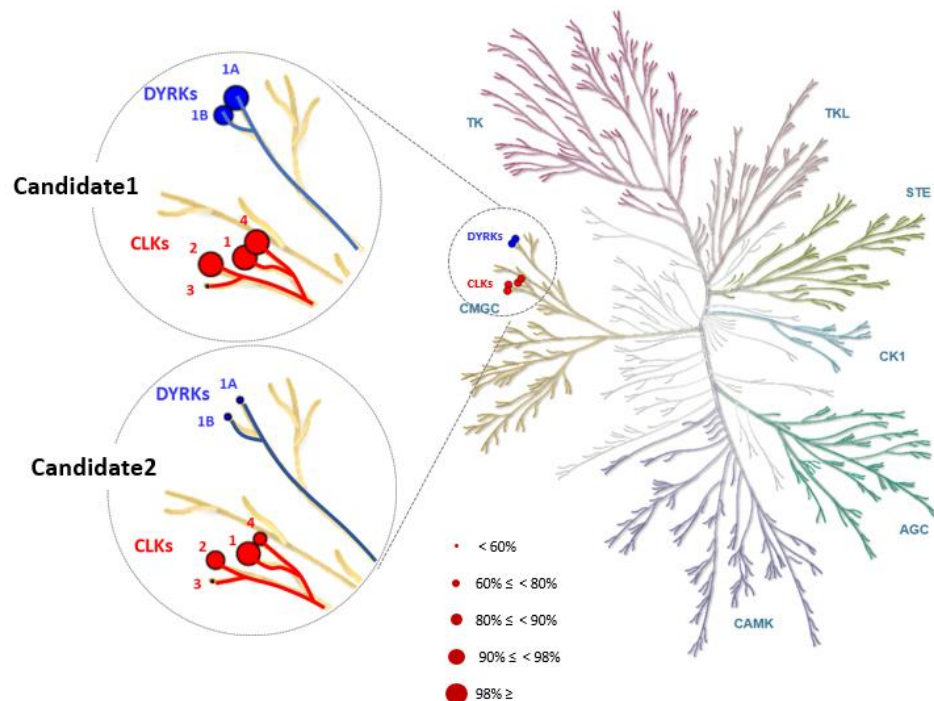 1A
DYRKs
1B
Candidate1
4
CLKs
2
1
3
1A
DYRKs
1B
Candidate2
4
CLKs
2
1
3
TK
TKL
STE
DYRKs
CLKs
CMGC
CK1
AGC
CAMK
< 60%
60% ≤ < 80%
80% ≤ < 90%
90% ≤ < 98%
98% ≥